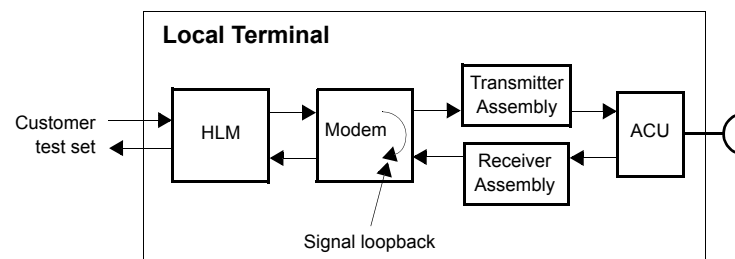 Local Terminal
Customer
test set
HLM
Modem
Transmitter
Assembly
Receiver
Assembly
ACU
Signal loopback